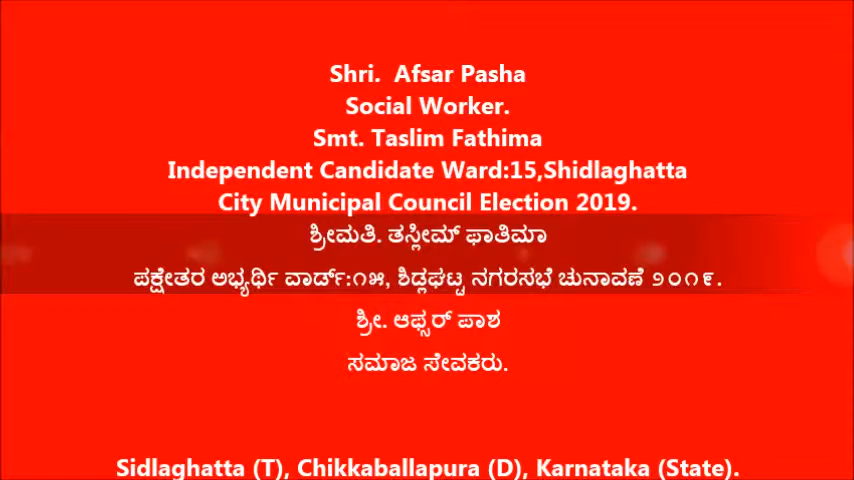 Shri.  Afsar Pasha
Social Worker.
Smt. Taslim Fathima
Independent Candidate Ward:15,Shidlaghatta
City Municipal Council Election 2019.
ಶ್ರೀಮತಿ. ತಸ್ಲೀಮ್ ಫಾತಿಮಾ
ಪಕ್ಷೇತರ ಅಭ್ಯರ್ಥಿ ವಾರ್ಡ್:೧೫, ಶಿಡ್ಲಘಟ್ಟ ನಗರಸಭೆ ಚುನಾವಣೆ ೨೦೧೯.
ಶ್ರೀ. ಆಫ್ಸರ್ ಪಾಶ
ಸಮಾಜ ಸೇವಕರು.
Sidlaghatta (T), Chikkaballapura (D), Karnataka (State).